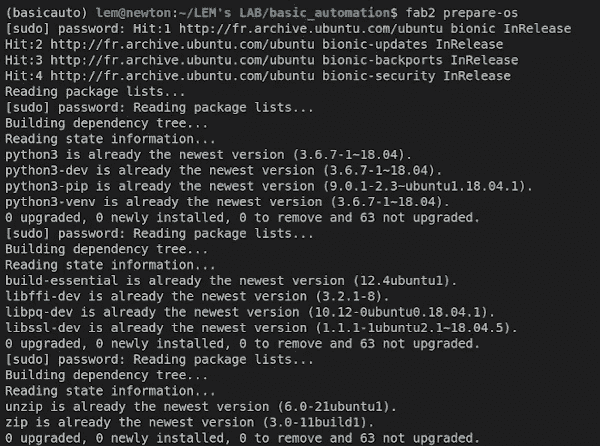 (basicauto) lem@newton:~/LEM's LAB/basic_automation$ fab2 prepare-os
[sudo] password: Hit:1 http://fr.archive.ubuntu.com/ubuntu bionic InRelease
Hit:2 http://fr.archive.ubuntu.com/ubuntu bionic-updates InRelease
Hit:3 http://fr.archive.ubuntu.com/ubuntu bionic-backports InRelease
Hit:4 http://fr.archive.ubuntu.com/ubuntu bionic-security InRelease
Reading package lists...
[sudo] password: Reading package lists...
Building dependency tree...
Reading state information...
python3 is already the newest version (3.6.7-1~18.04).
python3-dev is already the newest version (3.6.7-1~18.04).
python3-pip is already the newest version (9.0.1-2.3~ubuntu1.18.04.1).
python3-venv is already the newest version (3.6.7-1~18.04).
0 upgraded, 0 newly installed, 0 to remove and 63 not upgraded.
[sudo] password: Reading package lists...
Building dependency tree...
Reading state information...
build-essential is already the newest version (12.4ubuntu1).
libffi-dev is already the newest version (3.2.1-8).
libpq-dev is already the newest version (10.12-0ubuntu0.18.04.1).
libssl-dev is already the newest version (1.1.1-1ubuntu2.1~18.04.5).
0 upgraded, 0 newly installed, 0 to remove and 63 not upgraded.
[sudo] password: Reading package lists...
Building dependency tree...
Reading state information...
unzip is already the newest version (6.0-21ubuntu1).
zip is already the newest version (3.0-11build1).
0 upgraded, 0 newly installed, 0 to remove and 63 not upgraded.